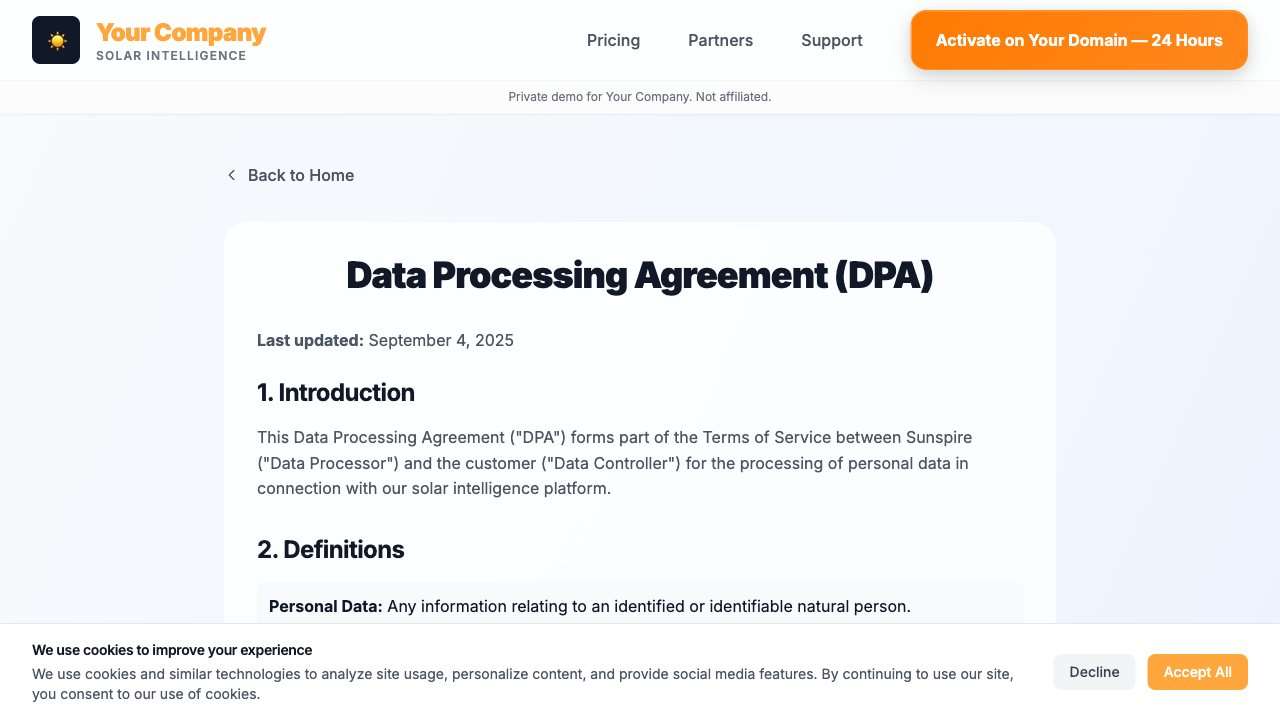 Your Company
SOLAR INTELLIGENCE
Pricing
Partners
Support
Activate on Your Domain — 24 Hours
Private demo for Your Company. Not affiliated.
Back to Home
Data Processing Agreement (DPA)
Last updated: September 4, 2025
1. Introduction
This Data Processing Agreement ("DPA") forms part of the Terms of Service between Sunspire
("Data Processor") and the customer ("Data Controller") for the processing of personal data in
connection with our solar intelligence platform.
2. Definitions
Personal Data: Any information relating to an identified or identifiable natural person.
We use cookies to improve your experience
We use cookies and similar technologies to analyze site usage, personalize content, and provide social media features. By continuing to use our site,
you consent to our use of cookies.
Decline
Accept All